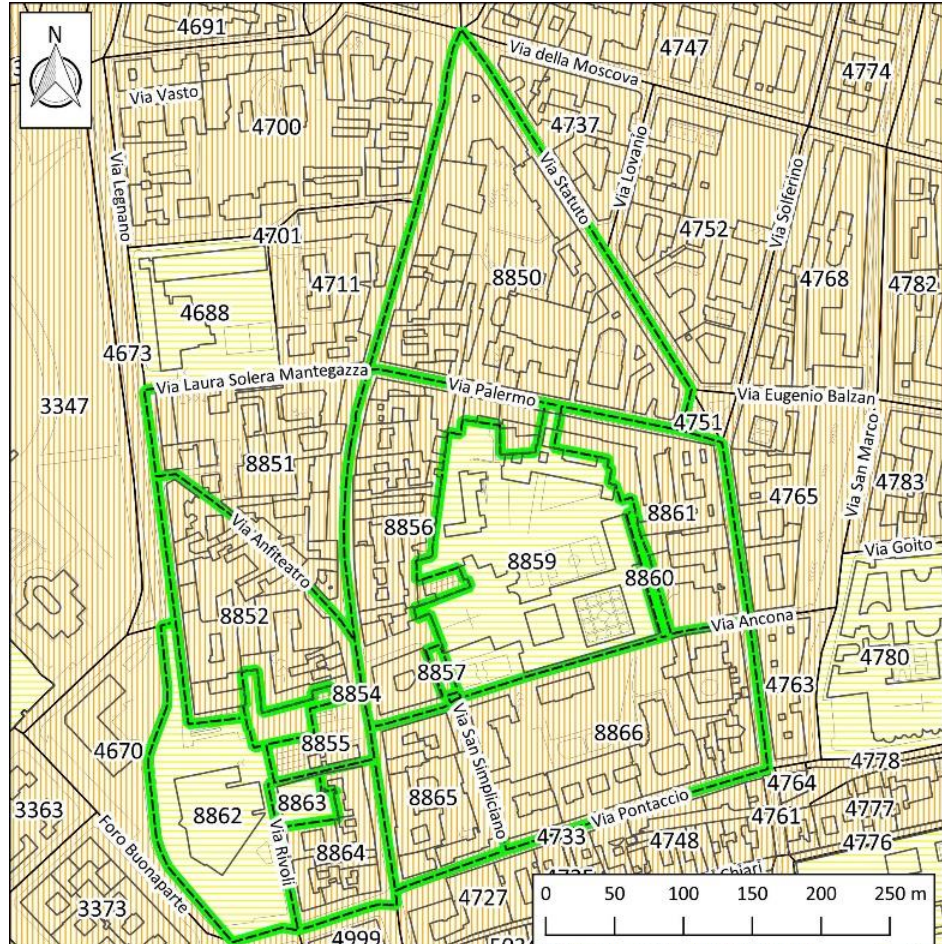 4691
N
Via della Moscova
4747
4774
Via Vasto
4700
4737
Via Legnano
Via Statuto
Via Lovanio
Via Solferino
4752
4701
4711
8850
4768
4782
4688
4673
Via Laura Solera Mantegazza
Via Palermo
Via Eugenio Balzan
3347
4751
Via San Marco
8851
4765
4783
8856
8861
Via Anfiteatro
8859
Via Goito
8860
8852
Via Ancona
4780
8857
8854
4763
4670
8855
Via San Simpliciano
8866
4778
8862
8863
8865
Via Pontaccio
4764
3363
Foro Buonaparte
Via Rivoli
8864
4733
4748
4761
4777
4776
3373
4727
4999
0 50 100 150 200 250 m